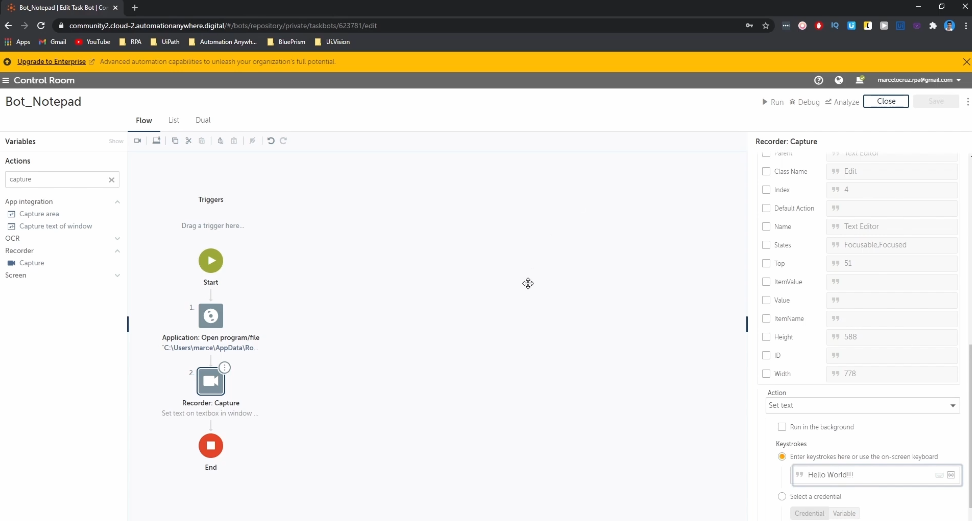 Bot_Notepad | Edit Task Bot | Co
community2.cloud-2.automationanywhere.digital/#/bots/repository/private/taskbots/623781/edit
Apps Gmail YouTube RPA UiPath Automation Anywh... BluePrism UiVision
Upgrade to Enterprise Advanced automation capabilities to unleash your organization's full potential.
Control Room
marcelocruz.rpa@gmail.com
Bot_Notepad
Run Debug Analyze Close Save
Flow List Dual
Variables Show
Recorder: Capture
Actions
capture
App integration
Capture area
Capture text of window
OCR
Recorder
Capture
Screen
Triggers
Drag a trigger here...
Start
1.
Application: Open program/file
"C:\Users\marce\AppData\Ro...
2.
Recorder: Capture
Set text on textbox in window ...
End
Parent Text Editor
Class Name Edit
Index 4
Default Action
Name Text Editor
States Focusable,Focused
Top 51
ItemValue
Value
ItemName
Height 588
ID
Width 778
Action
Set text
Run in the background
Keystrokes
Enter keystrokes here or use the on-screen keyboard
Select a credential
Credential Variable